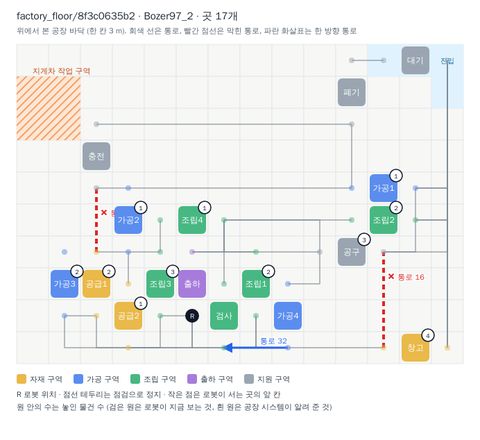 factory_floor/8f3c0635b2 · Bozer97_2 · 곳 17개
위에서 본 공장 바닥 (한 칸 3 m). 회색 선은 통로, 빨간 점선은 막힌 통로, 파란 화살표는 한 방향 통로
대기
진입
지게차 작업 구역
폐기
충전
가공1
1
가공2
1
조립4
1
조립2
2
공구
3
가공3
2
공급1
2
조립3
3
출하
조립1
2
통로 16
공급2
2
R
검사
가공4
통로 32
창고
4
자재 구역
가공 구역
조립 구역
출하 구역
지원 구역
R 로봇 위치 · 점선 테두리는 점검으로 정지 · 작은 점은 로봇이 서는 곳의 앞 칸
원 안의 수는 놓인 물건 수 (검은 원은 로봇이 지금 보는 것, 흰 원은 공장 시스템이 알려 준 것)